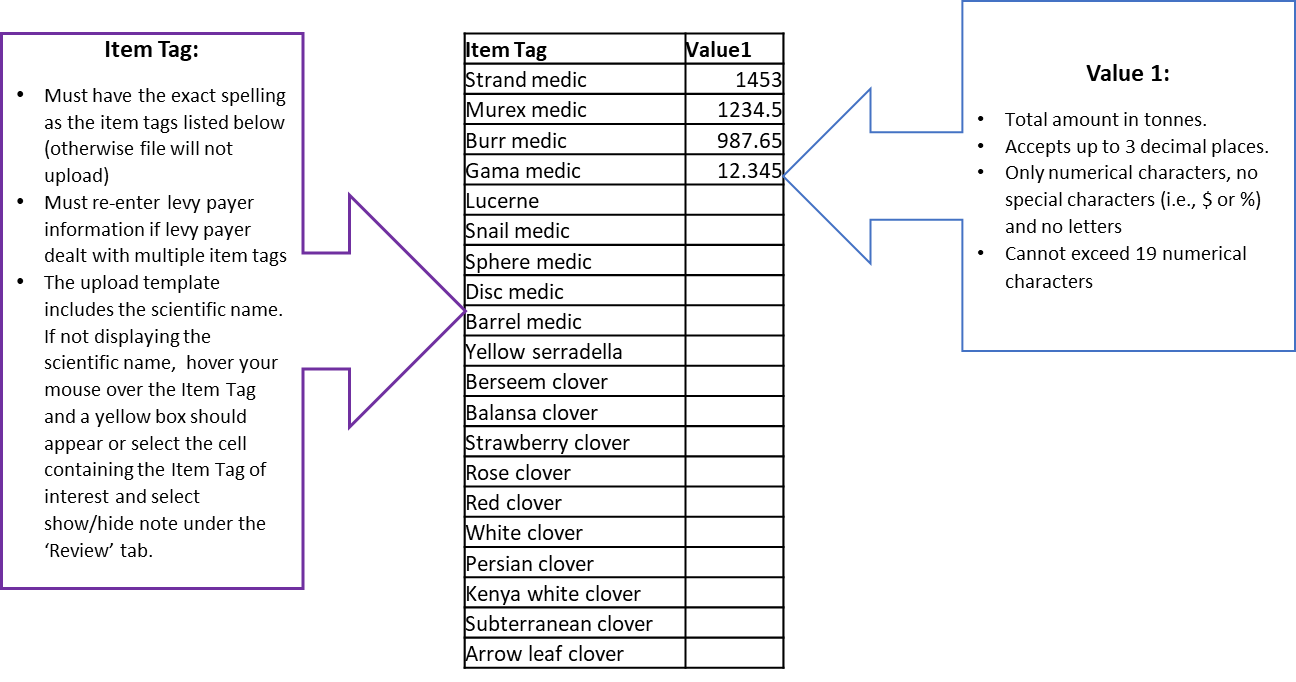 Item Tag:
• Must have the exact spelling
as the item tags listed below
(otherwise file will not
upload)
• Must re-enter levy payer
information if levy payer
dealt with multiple item tags
• The upload template
includes the scientific name.
If not displaying the
scientific name, hover your
mouse over the Item Tag
and a yellow box should
appear or select the cell
containing the Item Tag of
interest and select
show/hide note under the
‘Review’ tab.
Item Tag Value1
Strand medic 1453
Murex medic 1234.5
Burr medic 987.65
Gama medic 12.345
Lucerne
Snail medic
Sphere medic
Disc medic
Barrel medic
Yellow serradella
Berseem clover
Balansa clover
Strawberry clover
Rose clover
Red clover
White clover
Persian clover
Kenya white clover
Subterranean clover
Arrow leaf clover
Value 1:
• Total amount in tonnes.
• Accepts up to 3 decimal places.
• Only numerical characters, no
special characters (i.e., $ or %)
and no letters
• Cannot exceed 19 numerical
characters